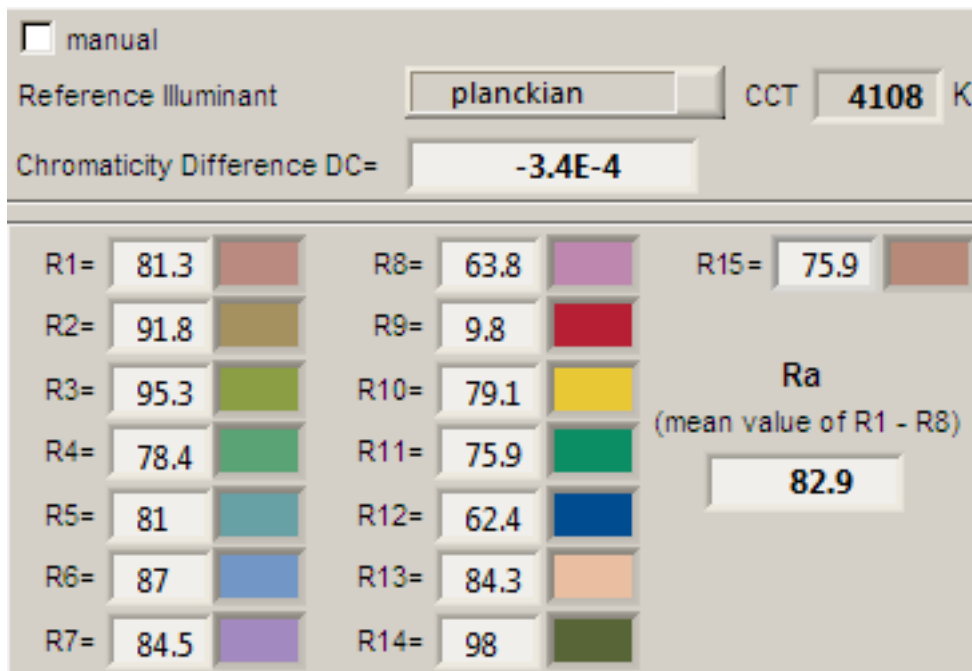 manual
Reference Illuminant planckian CCT 4108 K
Chromaticity Difference DC= -3.4E-4
R1= 81.3 R8= 63.8 R15= 75.9
R2= 91.8 R9= 9.8
R3= 95.3 R10= 79.1 Ra
(mean value of R1 - R8)
R4= 78.4 R11= 75.9
R5= 81 R12= 62.4 82.9
R6= 87 R13= 84.3
R7= 84.5 R14= 98